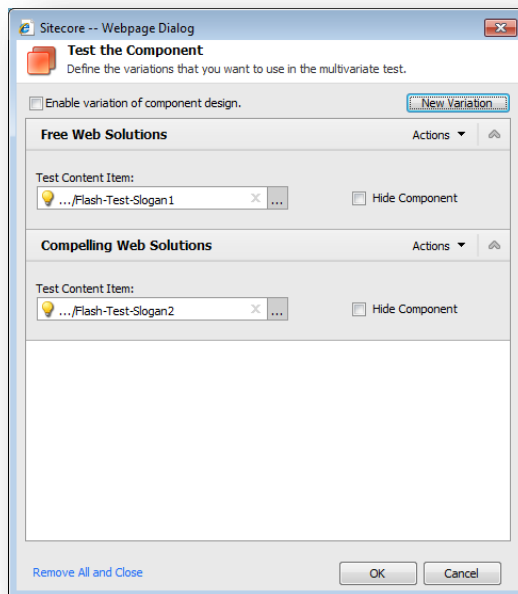 Sitecore -- Webpage Dialog
Test the Component
Define the variations that you want to use in the multivariate test.
Enable variation of component design.
New Variation
Free Web Solutions
Actions
Test Content Item:
.../Flash-Test-Slogan1
...
Hide Component
Compelling Web Solutions
Actions
Test Content Item:
.../Flash-Test-Slogan2
...
Hide Component
Remove All and Close
OK
Cancel